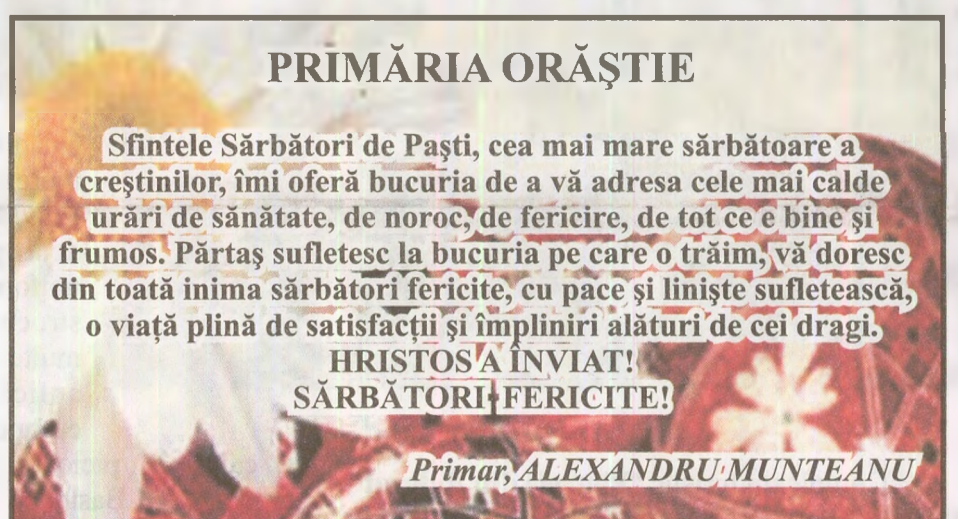 PRIMĂRIA ORĂŞTIE
Sfintele Sărbători de Paşti, cea mai mare sărbătoare a
creştinilor, îmi oferă bucuria de a vă adresa cele mai calde
urări de sănătate, de noroc, de fericire, de tot ce e bine şi
frumos. Părtaş sufletesc la bucuria pe care o trăim, vă doresc
din toată inima sărbători fericite, cu pace şi linişte sufletească,
o viață plină de satisfacții şi împliniri alături de cei dragi.
HRISTOS A ÎNVIAT!
SĂRBĂTORI FERICITE!
Primar, ALEXANDRU MUNTEANU